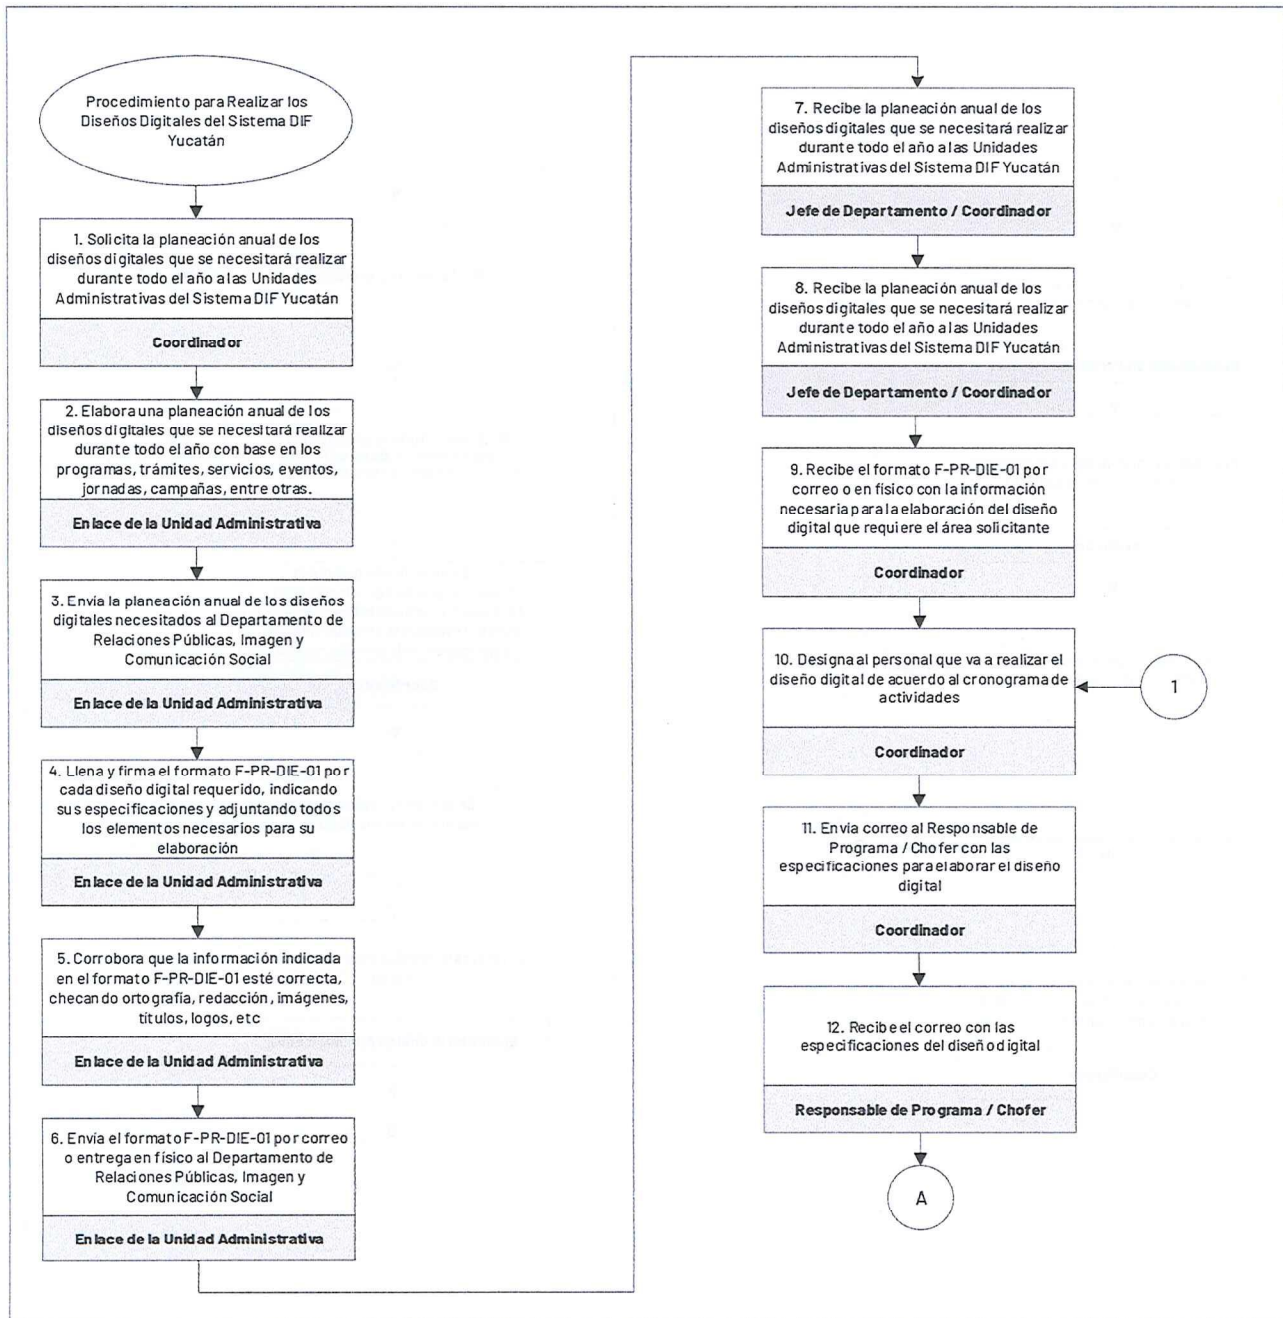 Procedimiento para Realizar los
Diseños Digitales del Sistema DIF
Yucatán
1. Solicita la planeación anual de los
diseños digitales que se necesitará realizar
durante todo el año a las Unidades
Administrativas del Sistema DIF Yucatán
Coordinador
2. Elabora una planeación anual de los
diseños digitales que se necesitará realizar
durante todo el año con base en los
programas, trámites, servicios, eventos,
jornadas, campañas, entre otras.
Enlace de la Unidad Administrativa
3. Envía la planeación anual de los diseños
digitales necesitados al Departamento de
Relaciones Públicas, Imagen y
Comunicación Social
Enlace de la Unidad Administrativa
4. Llena y firma el formato F-PR-DIE-01 por
cada diseño digital requerido, indicando
sus especificaciones y adjuntando todos
los elementos necesarios para su
elaboración
Enlace de la Unidad Administrativa
5. Corrobora que la información indicada
en el formato F-PR-DIE-01 esté correcta,
checando ortografía, redacción, imágenes,
títulos, logos, etc
Enlace de la Unidad Administrativa
6. Envía el formato F-PR-DIE-01 por correo
o entrega en físico al Departamento de
Relaciones Públicas, Imagen y
Comunicación Social
Enlace de la Unidad Administrativa
7. Recibe la planeación anual de los
diseños digitales que se necesitará realizar
durante todo el año a las Unidades
Administrativas del Sistema DIF Yucatán
Jefe de Departamento / Coordinador
8. Recibe la planeación anual de los
diseños digitales que se necesitará realizar
durante todo el año a las Unidades
Administrativas del Sistema DIF Yucatán
Jefe de Departamento / Coordinador
9. Recibe el formato F-PR-DIE-01 por
correo o en físico con la información
necesaria para la elaboración del diseño
digital que requiere el área solicitante
Coordinador
10. Designa al personal que va a realizar el
diseño digital de acuerdo al cronograma de
actividades
Coordinador
1
11. Envía correo al Responsable de
Programa / Chofer con las
especificaciones para elaborar el diseño
digital
Coordinador
12. Recibe el correo con las
especificaciones del diseño digital
Responsable de Programa / Chofer
A